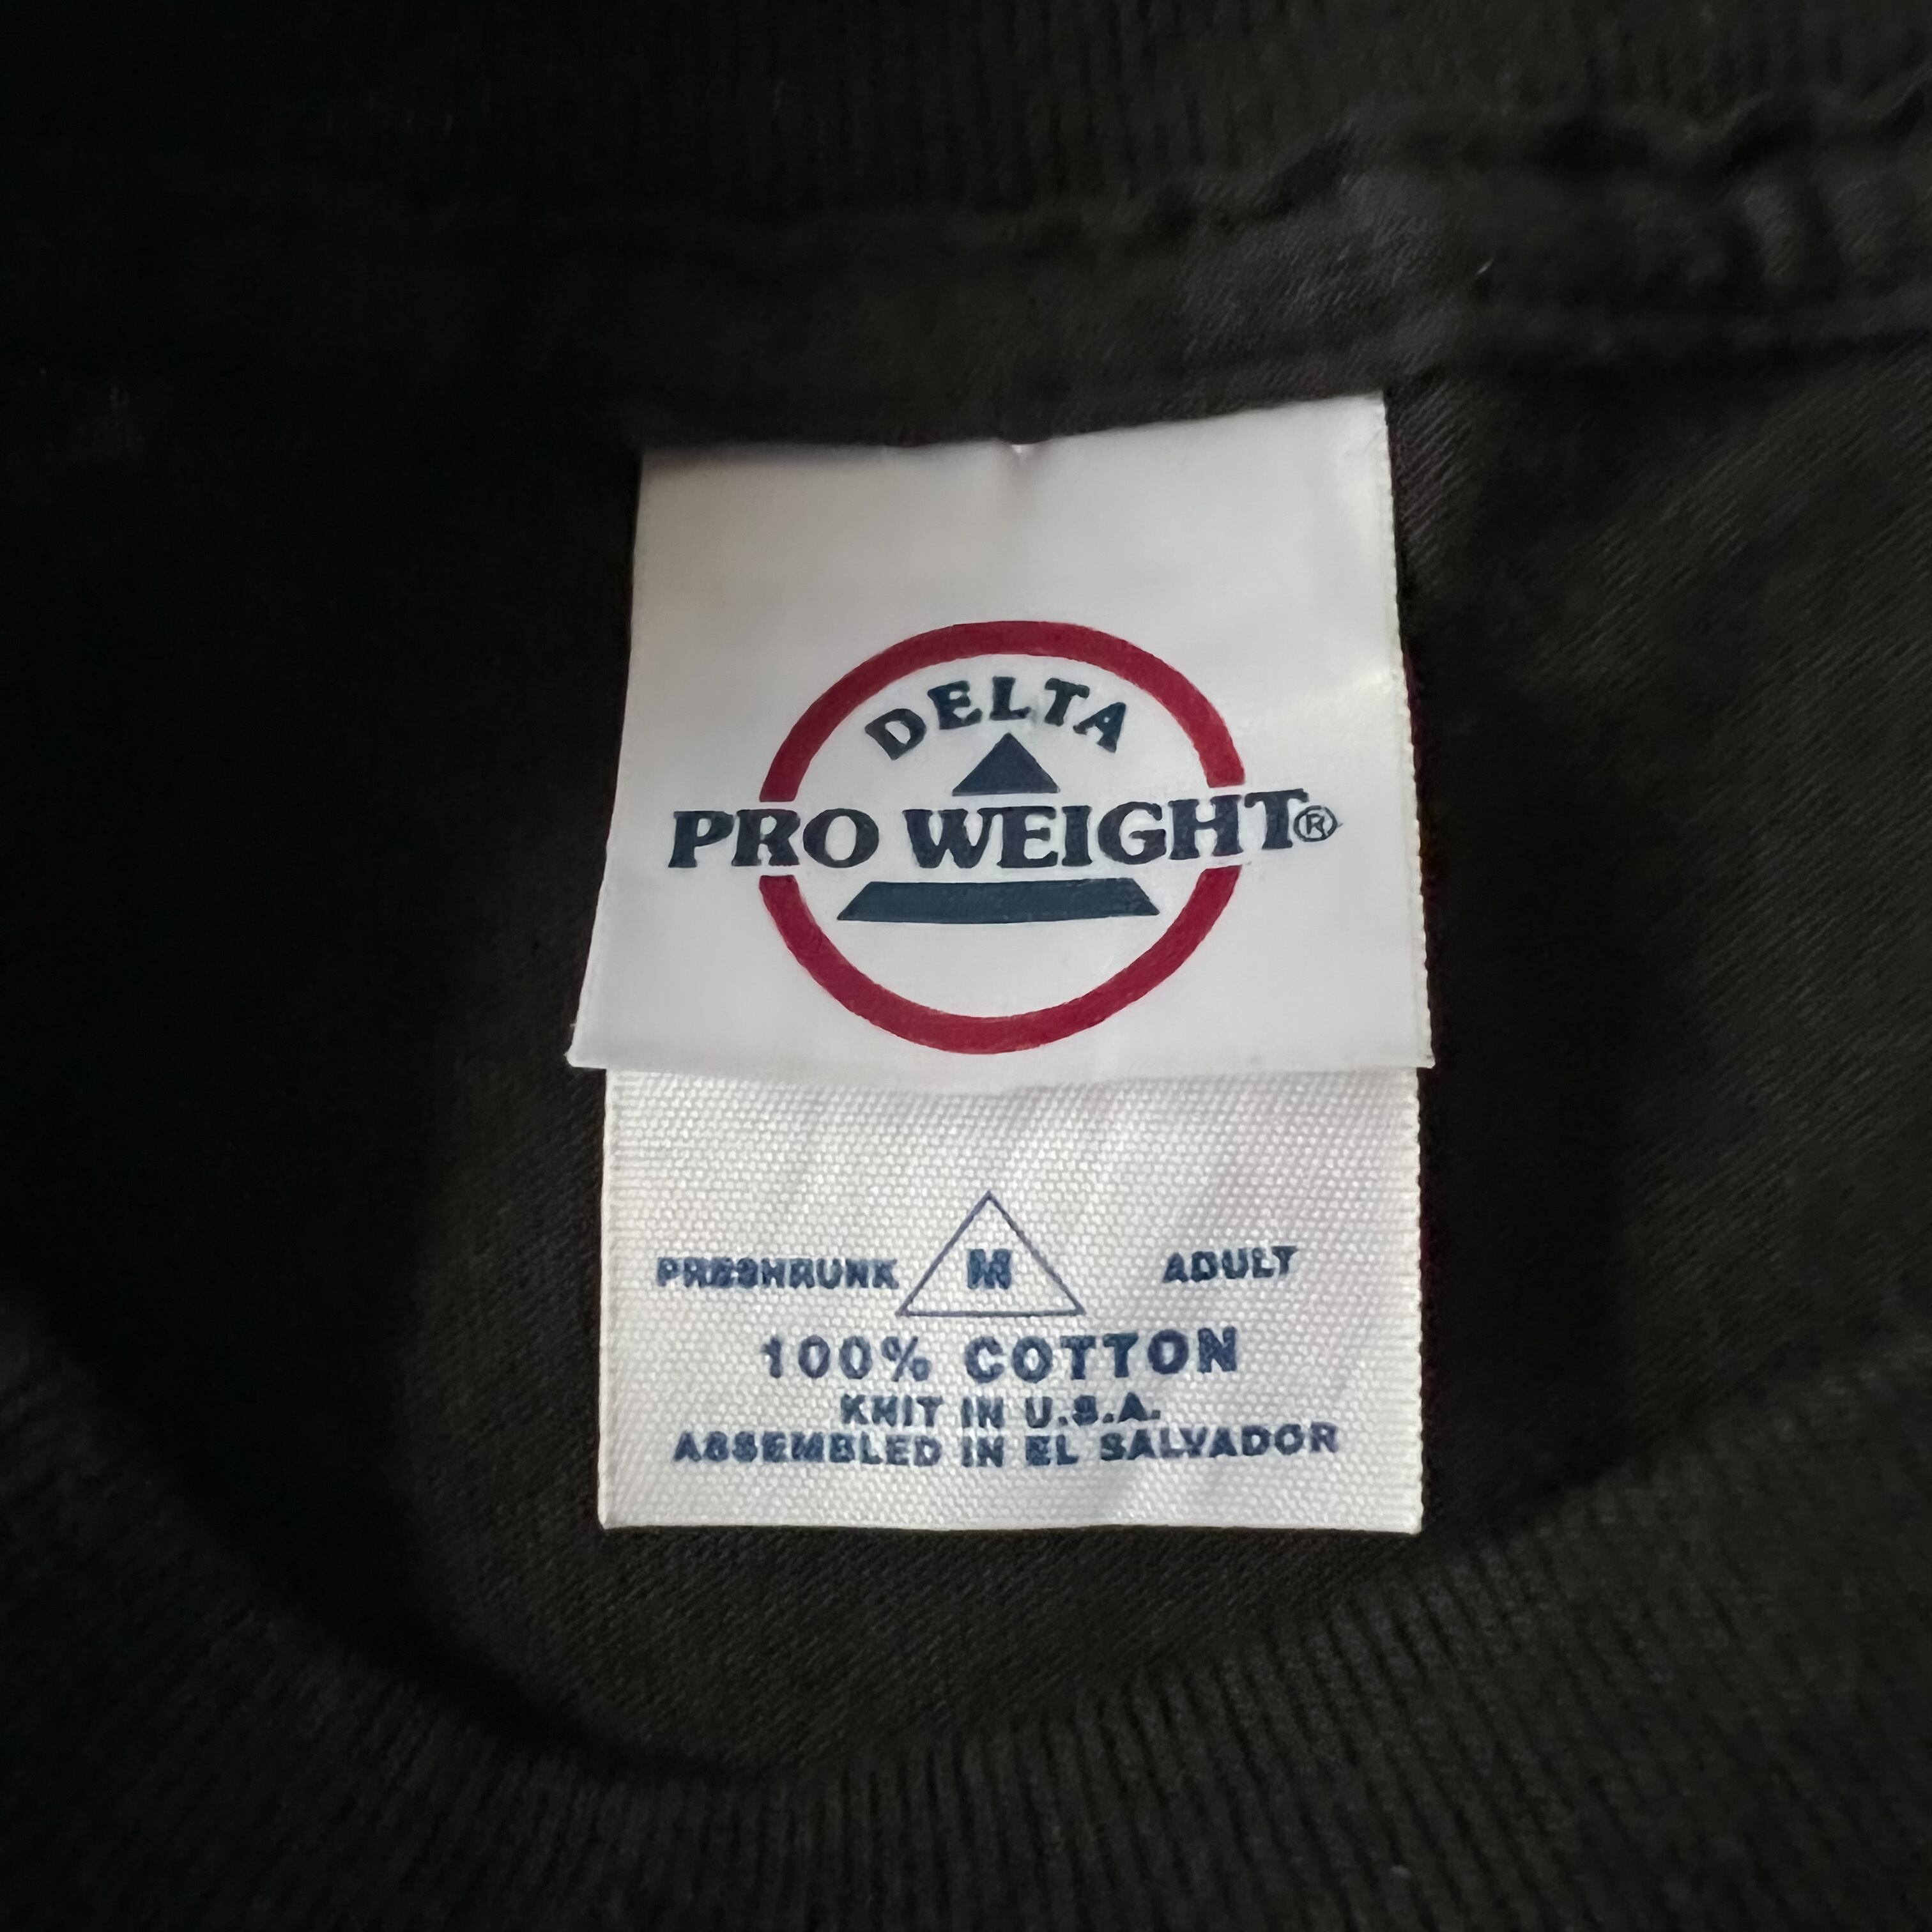 DELTA
PRO WEIGHT®
PRESHRUNK M ADULT
100% COTTON
KNIT IN U.S.A.
ASSEMBLED IN EL SALVADOR